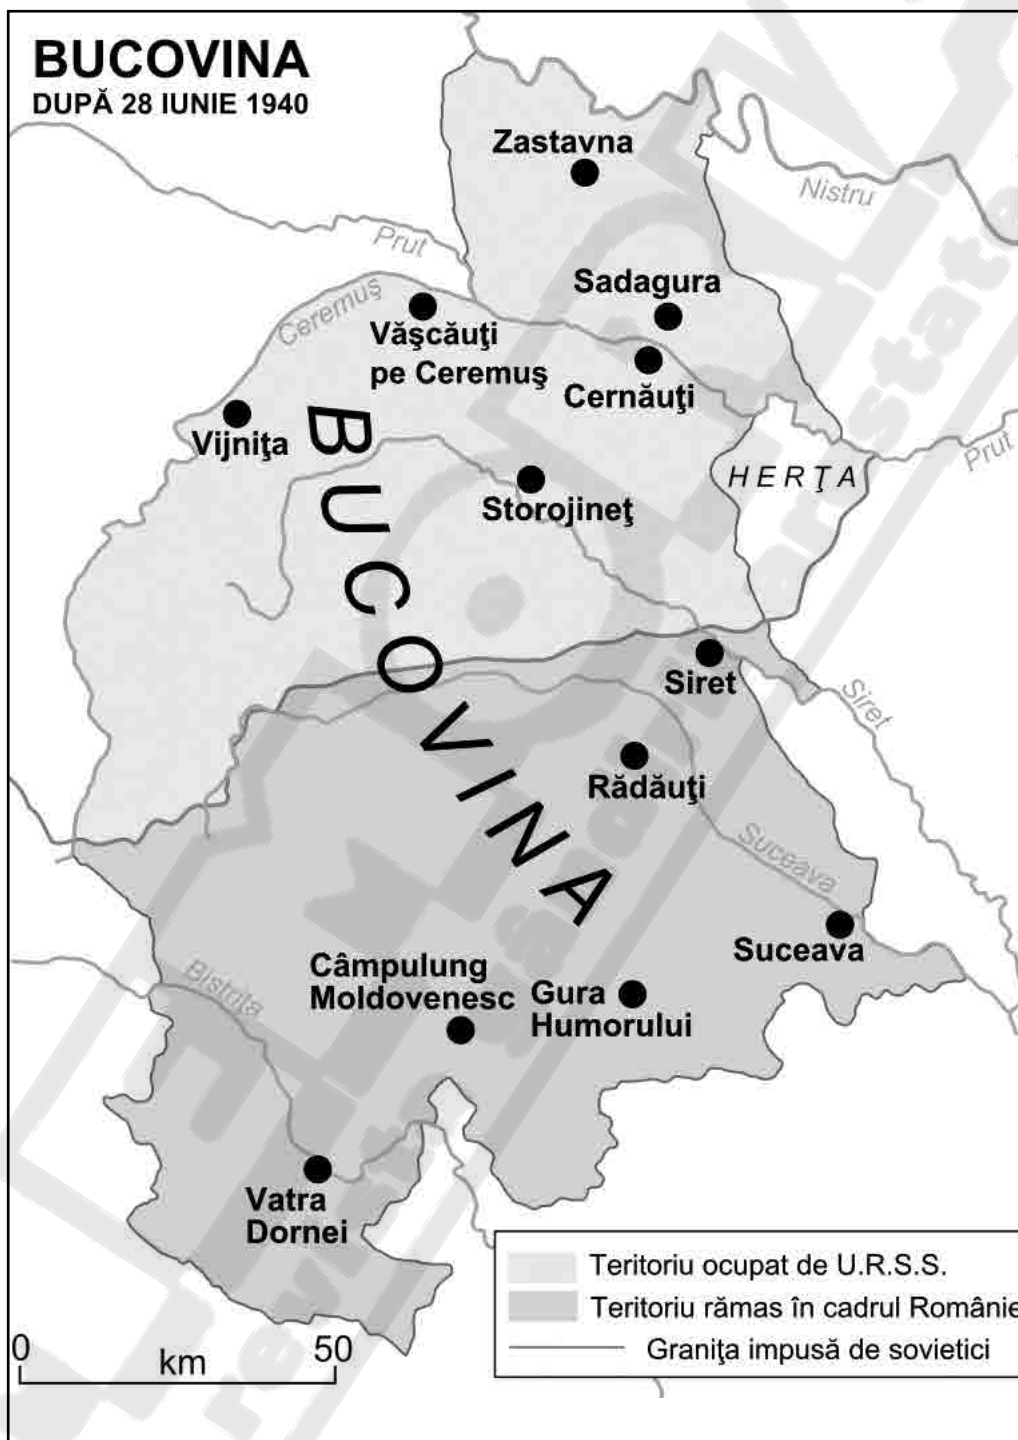 BUCOVINA
DUPĂ 28 IUNIE 1940
Zastavna
Nistru
Prut
Sadagura
Ceremuş
Văşcăuţi
pe Ceremuş
Cernăuţi
Vijniţa
BUCOVINA
HERŢA
Prut
Storojineţ
Siret
Siret
Rădăuţi
Suceava
Suceava
Bistriţa
Câmpulung
Moldovenesc
Gura
Humorului
Vatra
Dornei
Teritoriu ocupat de U.R.S.S.
Teritoriu rămas în cadrul Românie
Graniţa impusă de sovietici
0 50
km